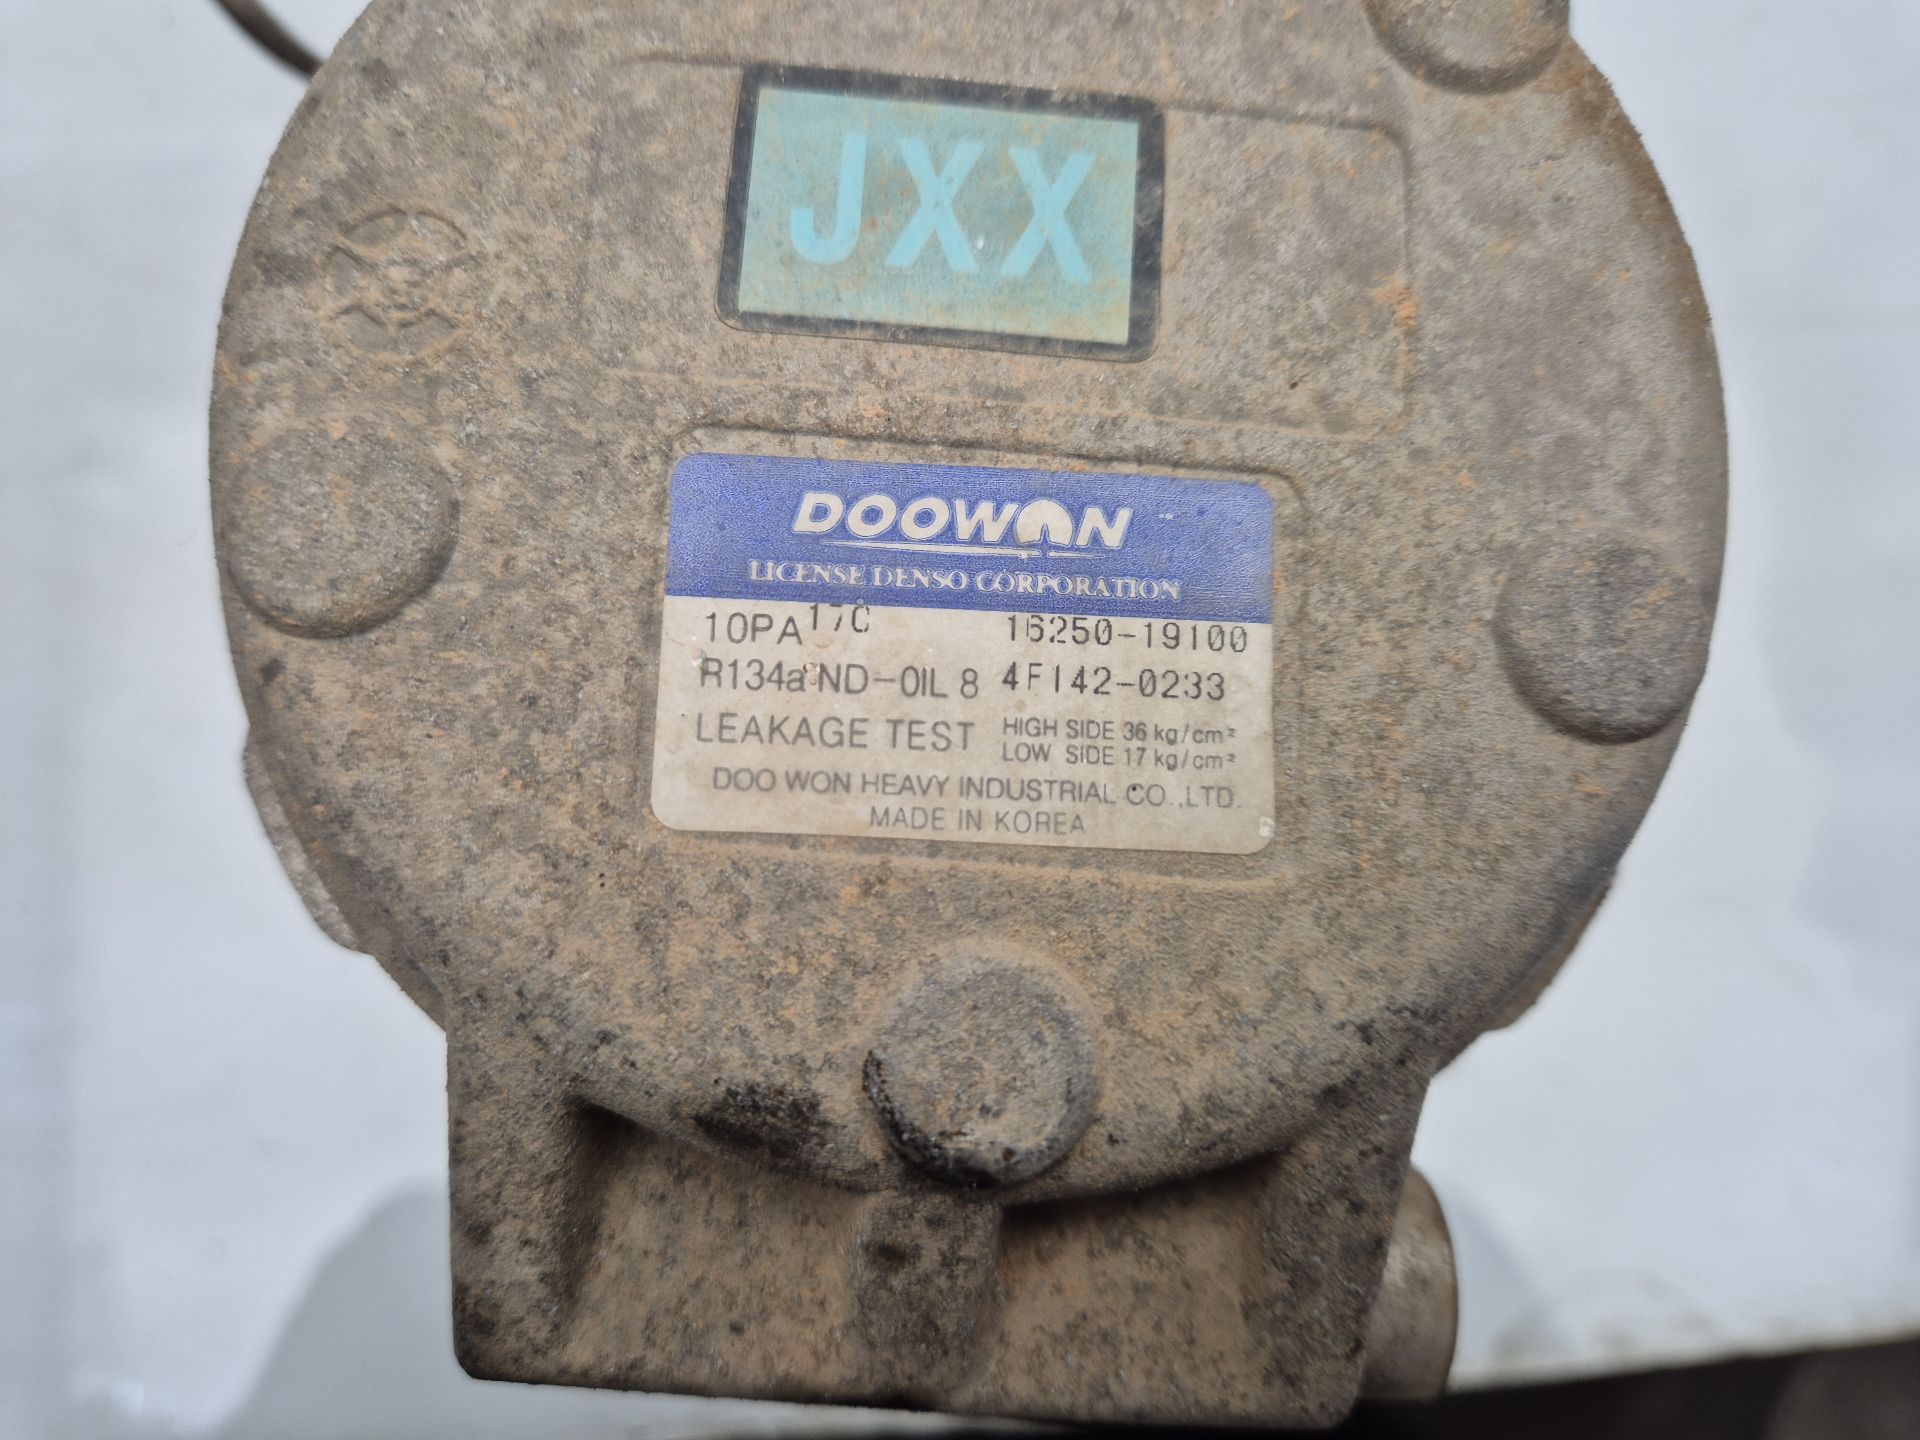 JXX
DOOWON
LICENSE DENSO CORPORATION
10PA17C 16250-19100
R134a ND-OIL 8 4F142-0233
LEAKAGE TEST HIGH SIDE 36 kg/cm²
LOW SIDE 17 kg/cm²
DOO WON HEAVY INDUSTRIAL CO.,LTD.
MADE IN KOREA